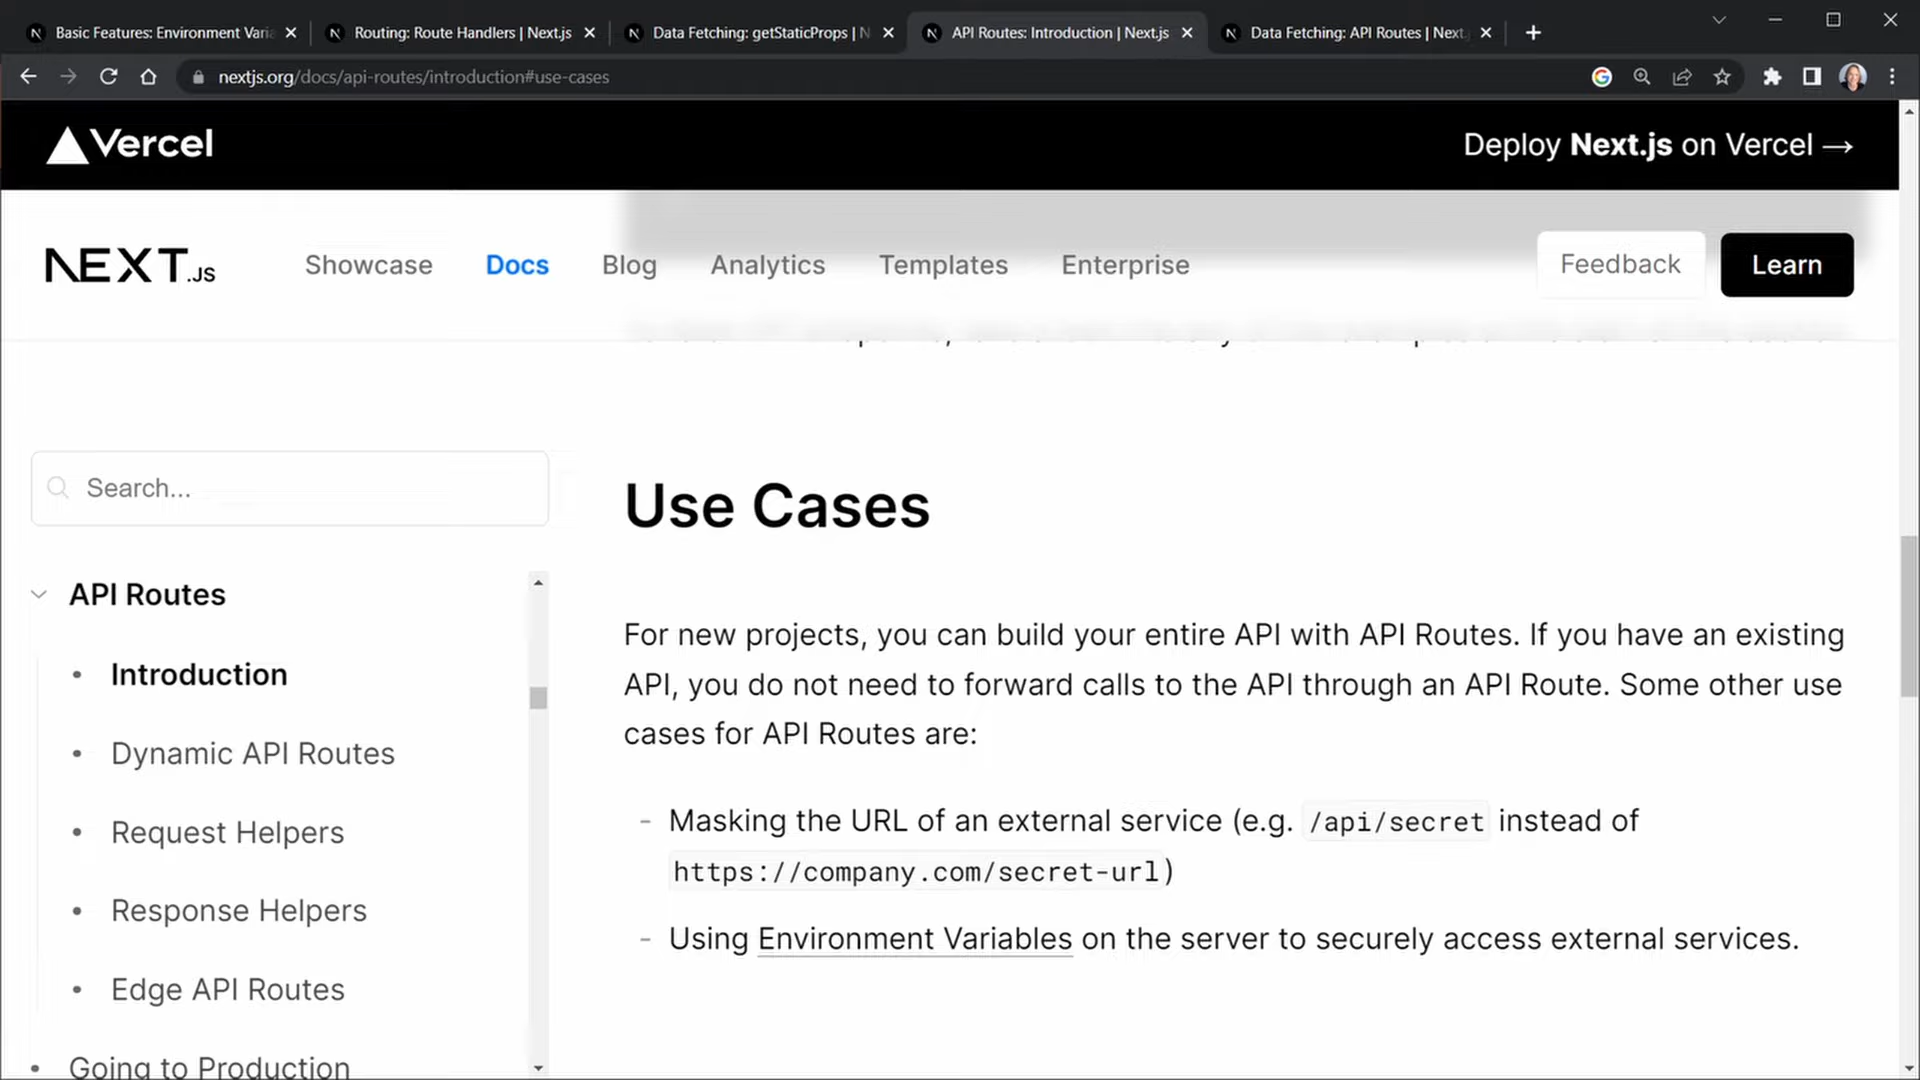 Basic Features: Environment Varia
Routing: Route Handlers | Next.js
Data Fetching: getStaticProps | N
API Routes: Introduction | Next.js
Data Fetching: API Routes | Next.
nextjs.org/docs/api-routes/introduction#use-cases
Vercel
Deploy Next.js on Vercel →
NEXT.JS
Showcase
Docs
Blog
Analytics
Templates
Enterprise
Feedback
Learn
Search...
API Routes
Introduction
Dynamic API Routes
Request Helpers
Response Helpers
Edge API Routes
Going to Production
Use Cases
For new projects, you can build your entire API with API Routes. If you have an existing
API, you do not need to forward calls to the API through an API Route. Some other use
cases for API Routes are:
- Masking the URL of an external service (e.g. /api/secret instead of
https://company.com/secret-url)
- Using Environment Variables on the server to securely access external services.